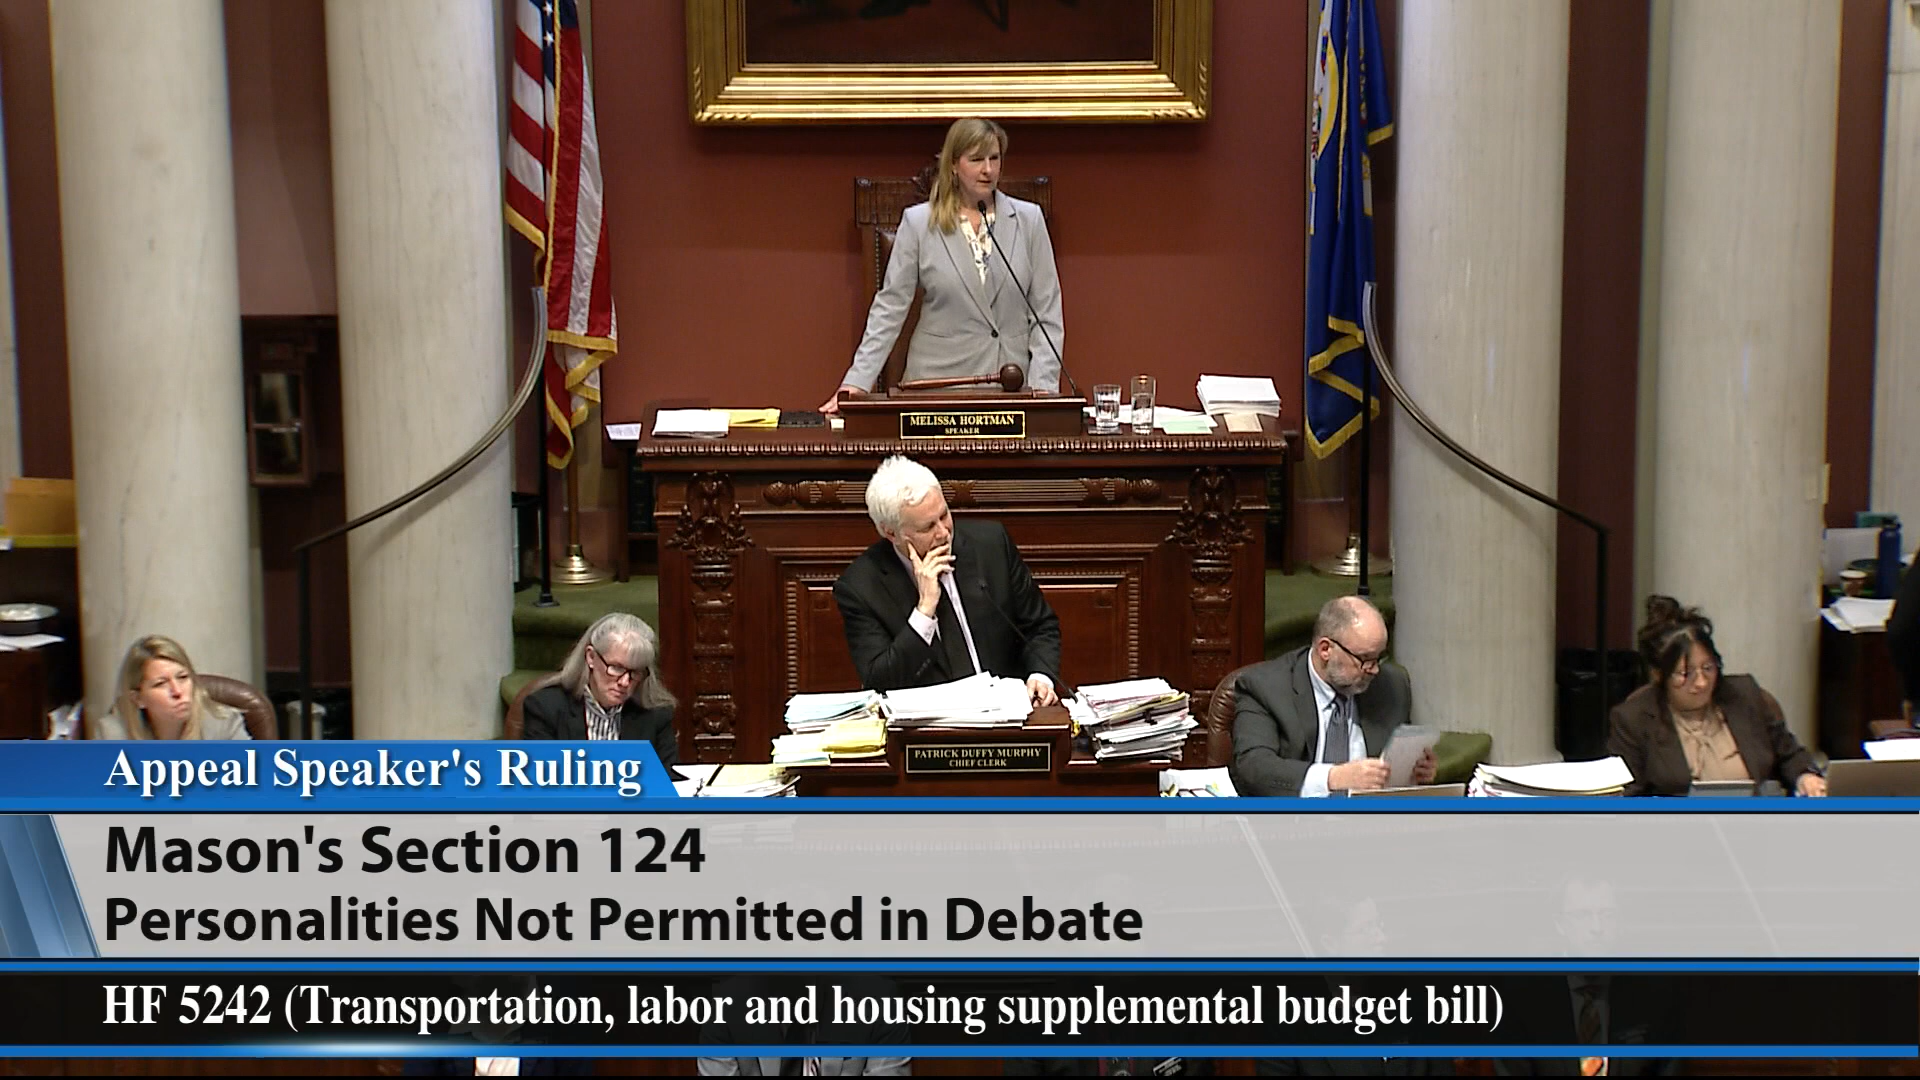 MELISSA HORTMAN
SPEAKER
PATRICK DUFFY MURPHY
CHIEF CLERK
Appeal Speaker's Ruling
Mason's Section 124
Personalities Not Permitted in Debate
HF 5242 (Transportation, labor and housing supplemental budget bill)